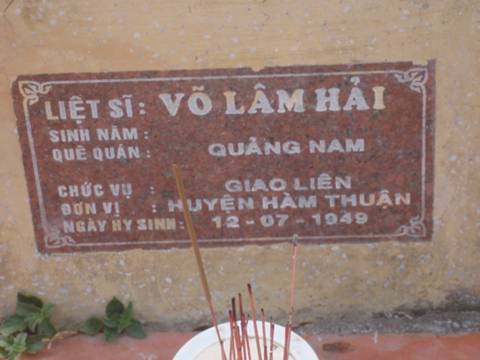 LIỆT SĨ : VÕ LÂM HẢI
SINH NĂM :
QUÊ QUÁN : QUẢNG NAM
CHỨC VỤ : GIAO LIÊN
ĐƠN VỊ : HUYỆN HÀM THUẬN
NGÀY HY SINH : 12-07-1949